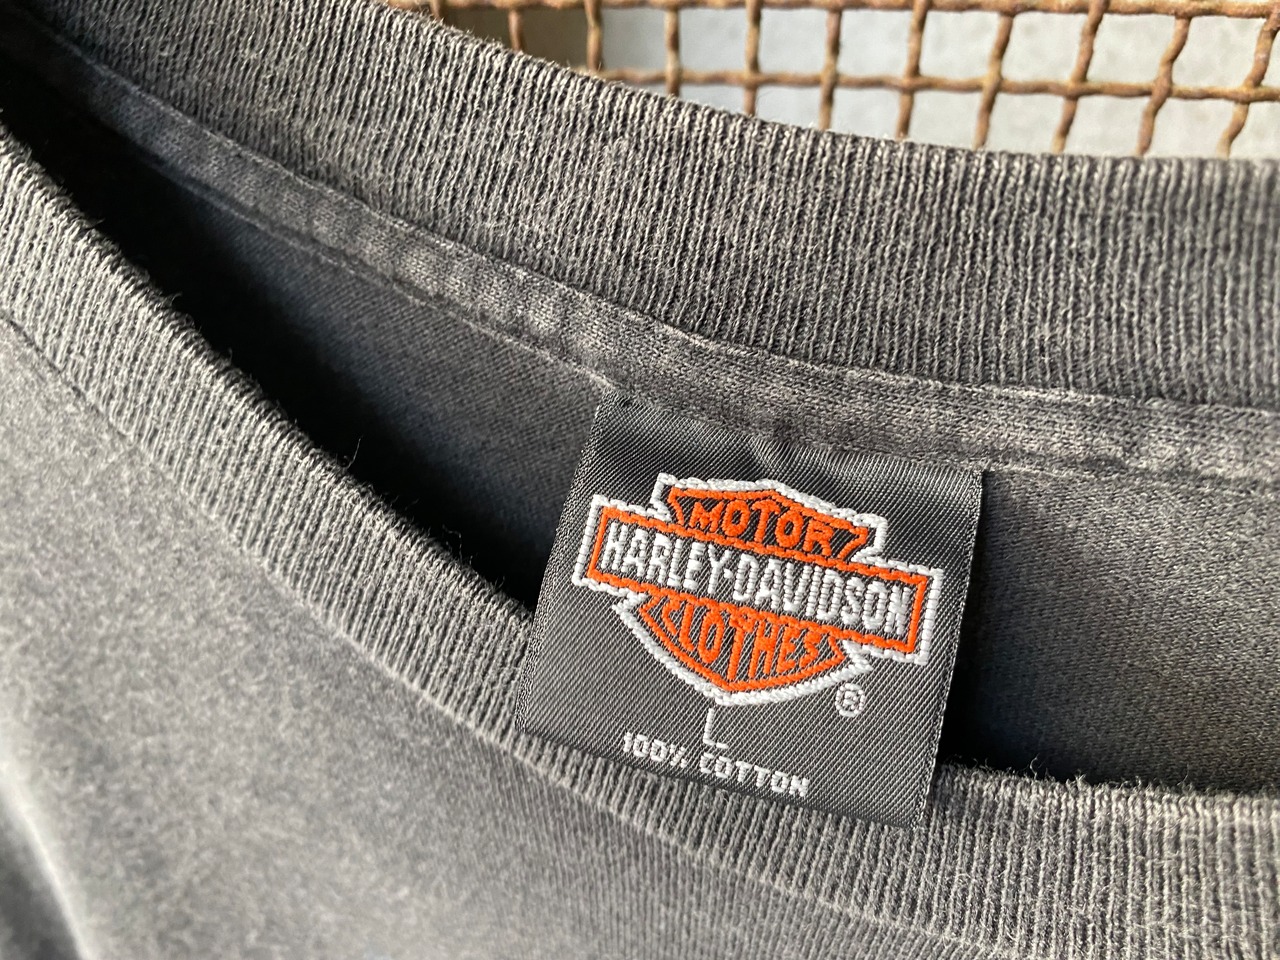 MOTOR
HARLEY-DAVIDSON
CLOTHES
®
L
100% COTTON